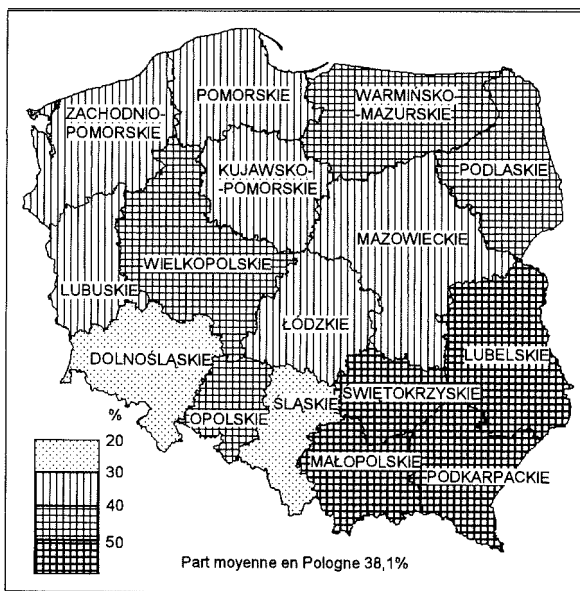 POMORSKIE
ZACHODNIO-
POMORSKIE
WARMIŃSKO-
-MAZURSKIE
KUJAWSKO-
-POMORSKIE
PODLASKIE
MAZOWIECKIE
WIELKOPOLSKIE
LUBUSKIE
ŁÓDZKIE
DOLNOŚLĄSKIE
LUBELSKIE
ŚWIĘTOKRZYSKIE
OPOLSKIE
ŚLĄSKIE
MAŁOPOLSKIE
PODKARPACKIE
%
20
30
40
50
Part moyenne en Pologne 38,1%